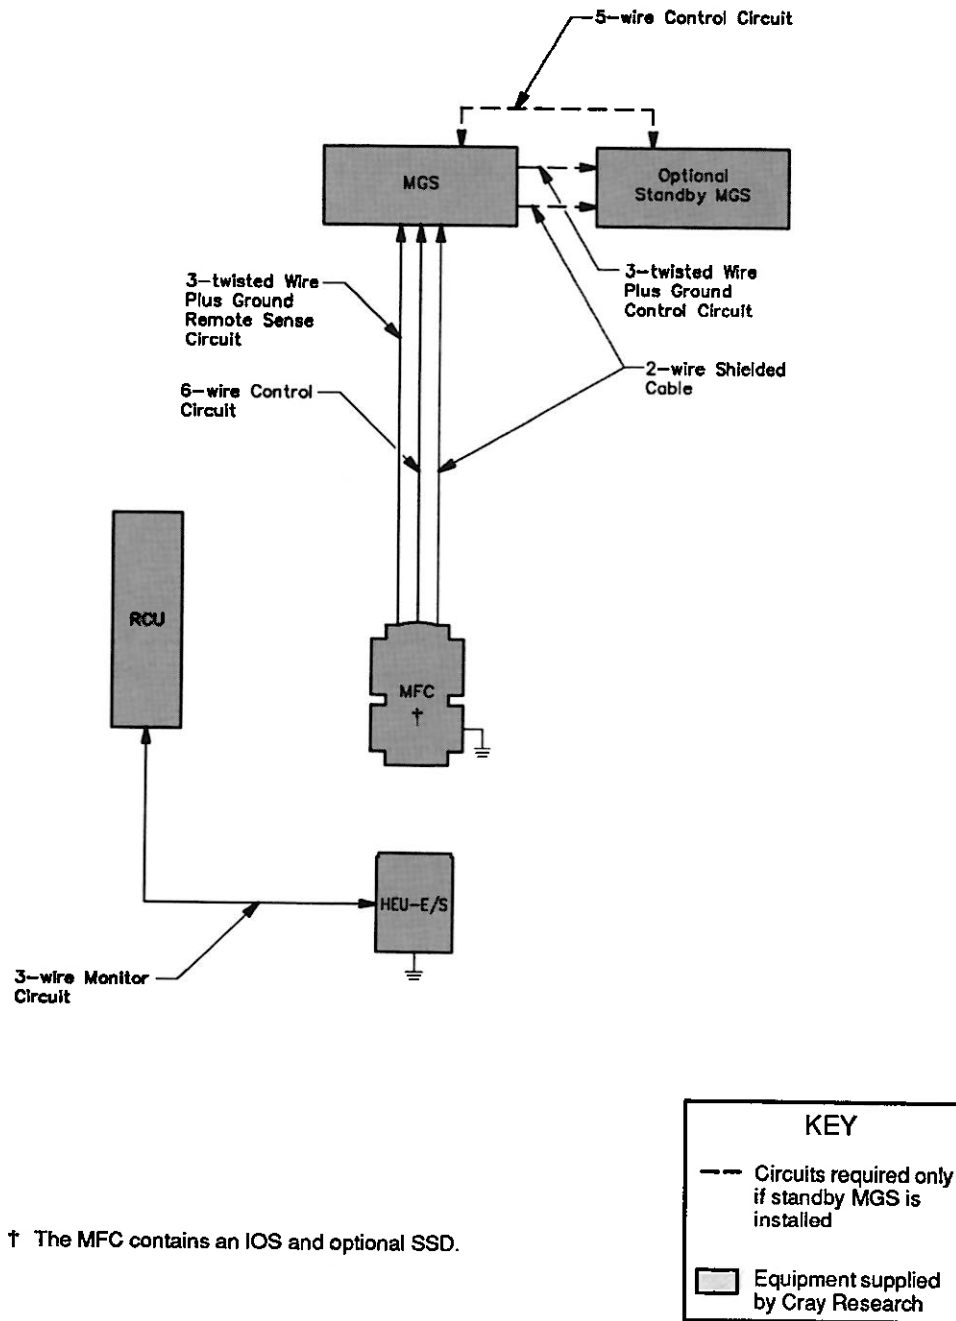 5-wire Control Circuit
MGS
Optional
Standby MGS
3-twisted Wire
Plus Ground
Remote Sense
Circuit
3-twisted Wire
Plus Ground
Control Circuit
6-wire Control
Circuit
2-wire Shielded
Cable
RCU
MFC
†
HEU-E/S
3-wire Monitor
Circuit
KEY
Circuits required only
if standby MGS is
installed
Equipment supplied
by Cray Research
† The MFC contains an IOS and optional SSD.